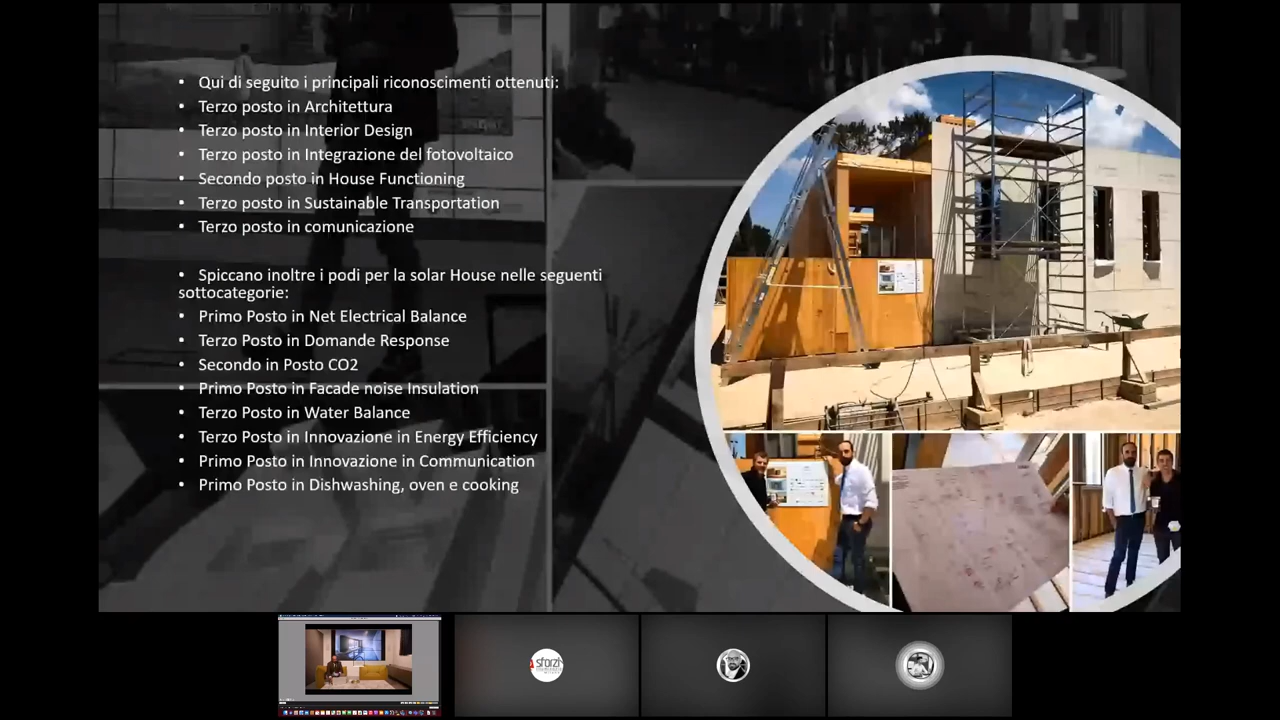 • Qui di seguito i principali riconoscimenti ottenuti:
• Terzo posto in Architettura
• Terzo posto in Interior Design
• Terzo posto in Integrazione del fotovoltaico
• Secondo posto in House Functioning
• Terzo posto in Sustainable Transportation
• Terzo posto in comunicazione
• Spiccano inoltre i podi per la solar House nelle seguenti
sottocategorie:
• Primo Posto in Net Electrical Balance
• Terzo Posto in Domande Response
• Secondo in Posto CO2
• Primo Posto in Facade noise Insulation
• Terzo Posto in Water Balance
• Terzo Posto in Innovazione in Energy Efficiency
• Primo Posto in Innovazione in Communication
• Primo Posto in Dishwashing, oven e cooking
sforzi